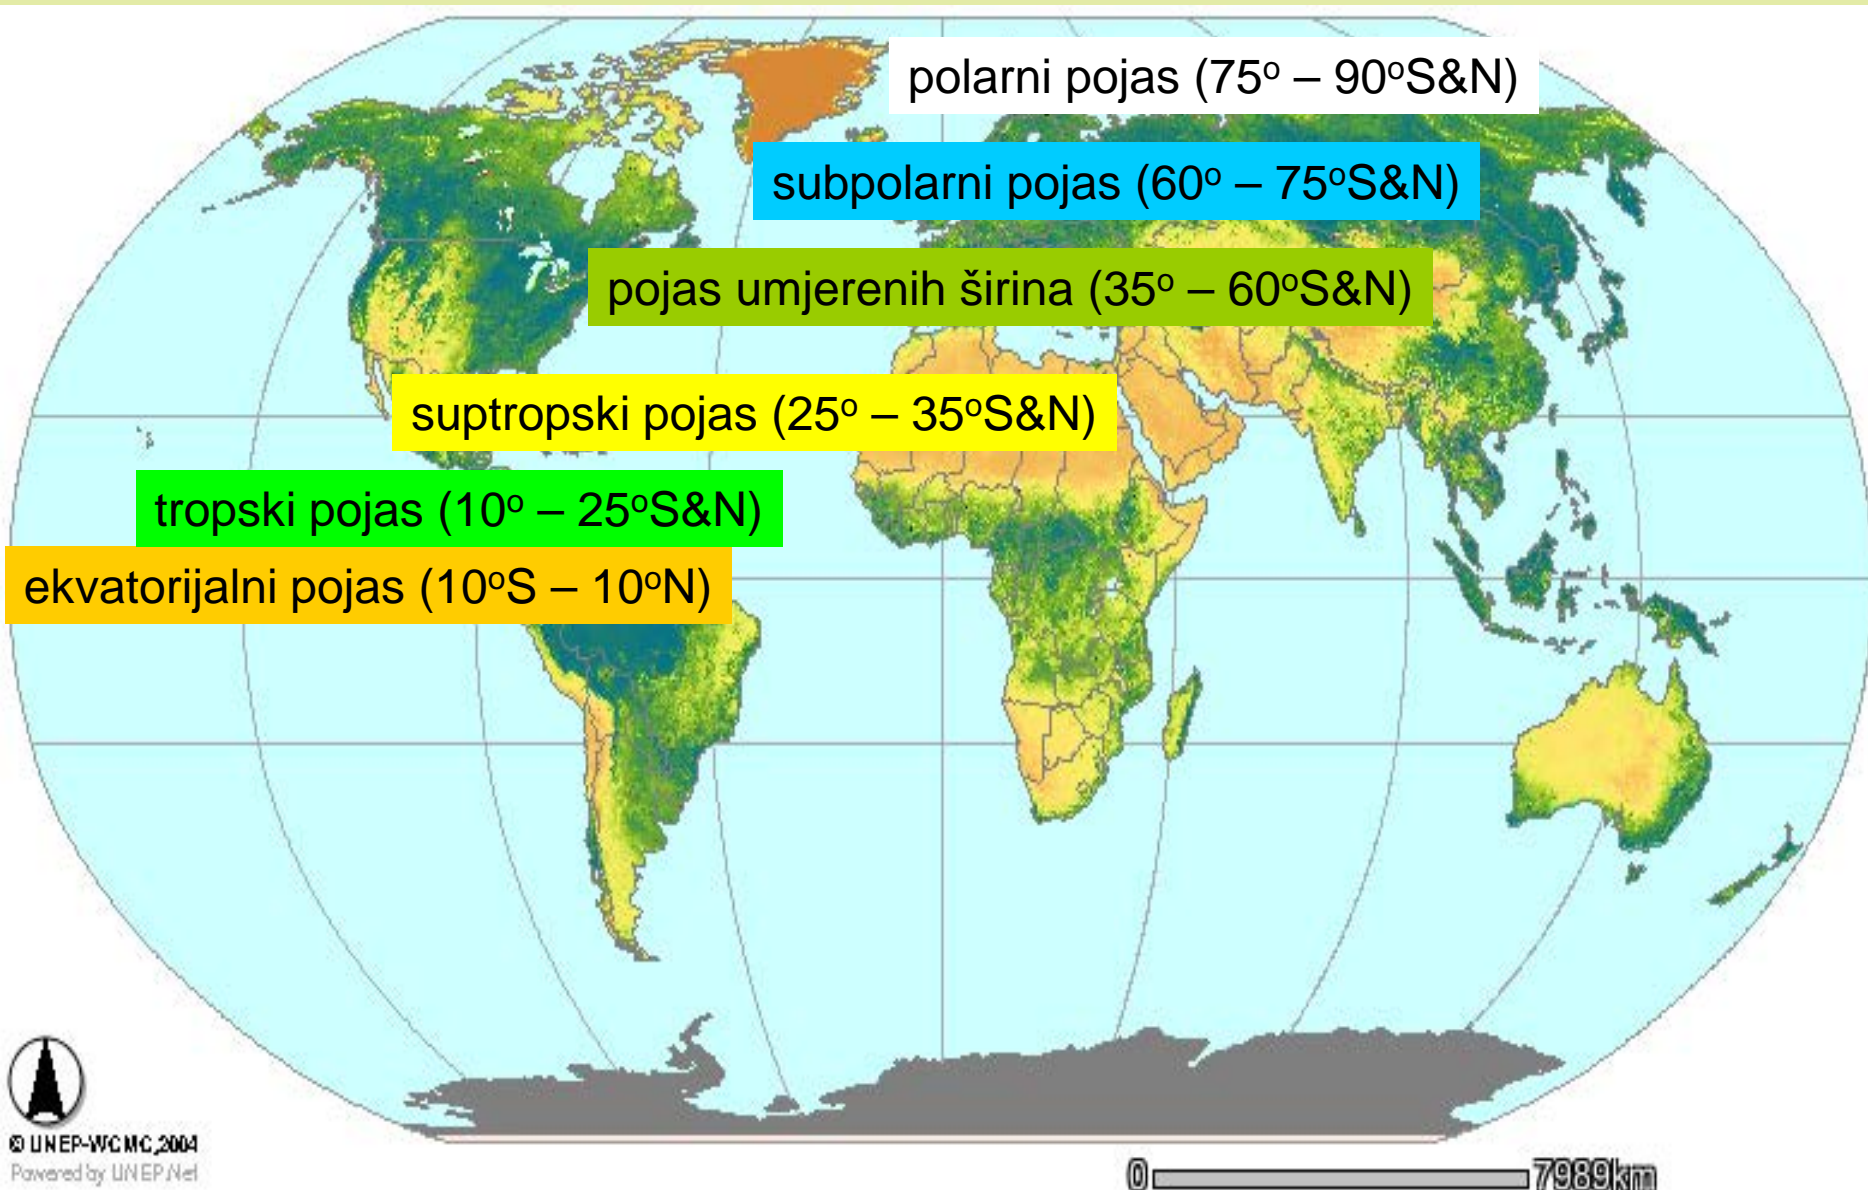 polarni pojas (75º – 90ºS&N)
subpolarni pojas (60º – 75ºS&N)
pojas umjerenih širina (35º – 60ºS&N)
suptropski pojas (25º – 35ºS&N)
tropski pojas (10º – 25ºS&N)
ekvatorijalni pojas (10ºS – 10ºN)
© UNEP-WCMC, 2004
Powered by UNEP.Net
0 7989km